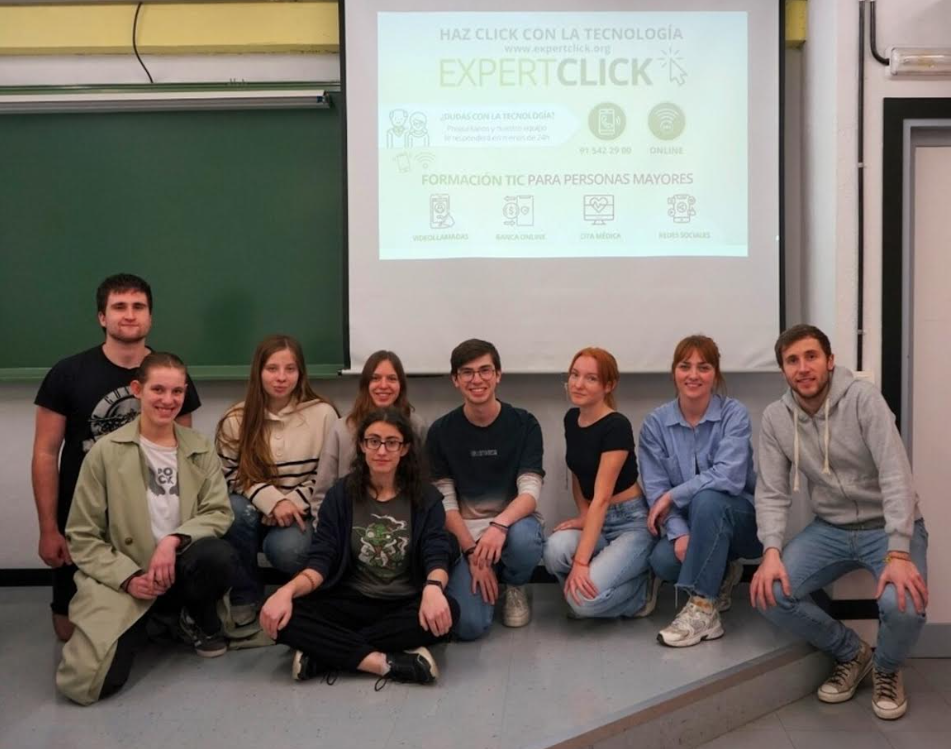 HAZ CLICK CON LA TECNOLOGÍA
www.expertclick.org
EXPERTCLICK
¿DUDAS CON LA TECNOLOGÍA?
91 542 29 00
ONLINE
FORMACIÓN TIC PARA PERSONAS MAYORES
VIDEOLLAMADAS
BANCA ONLINE
CITA MÉDICA
REDES SOCIALES